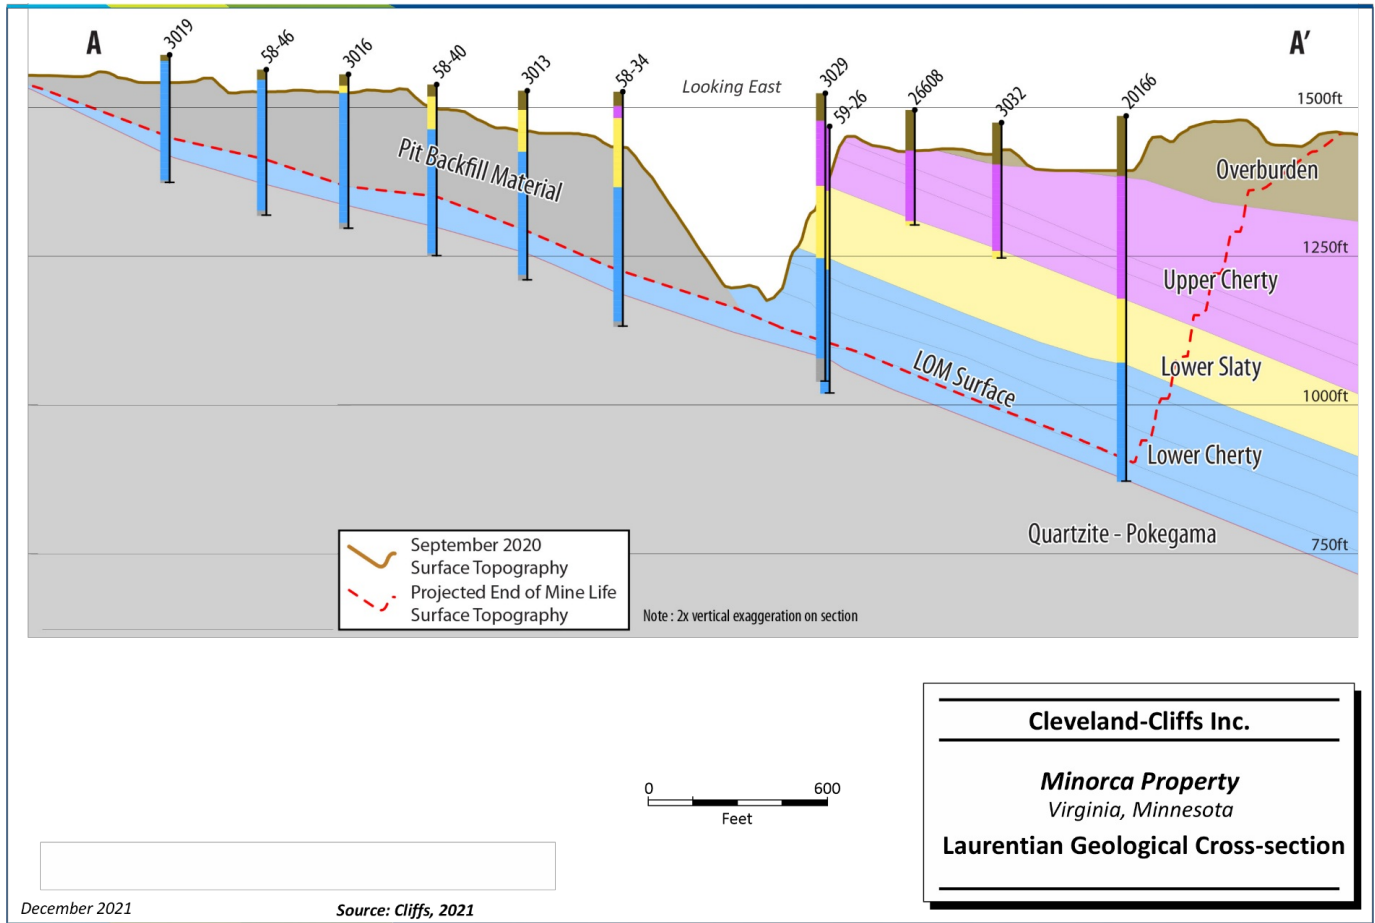 A
3019
58-46
3016
58-40
3013
58-34
Looking East
3029
59-26
26608
3032
20166
A'
1500ft
Pit Backfill Material
Overburden
1250ft
Upper Cherty
LOM Surface
Lower Slaty
1000ft
Lower Cherty
Quartzite - Pokegama
750ft
September 2020
Surface Topography
Projected End of Mine Life
Surface Topography
Note : 2x vertical exaggeration on section
Cleveland-Cliffs Inc.
Minorca Property
Virginia, Minnesota
Laurentian Geological Cross-section
0 600
Feet
December 2021
Source: Cliffs, 2021